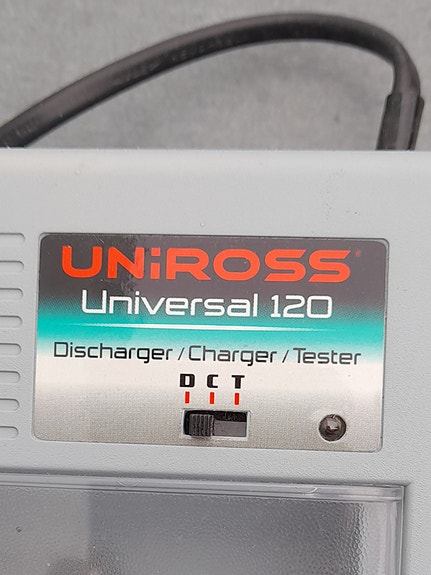 UNiROSS®
Universal 120
Discharger / Charger / Tester
D C T